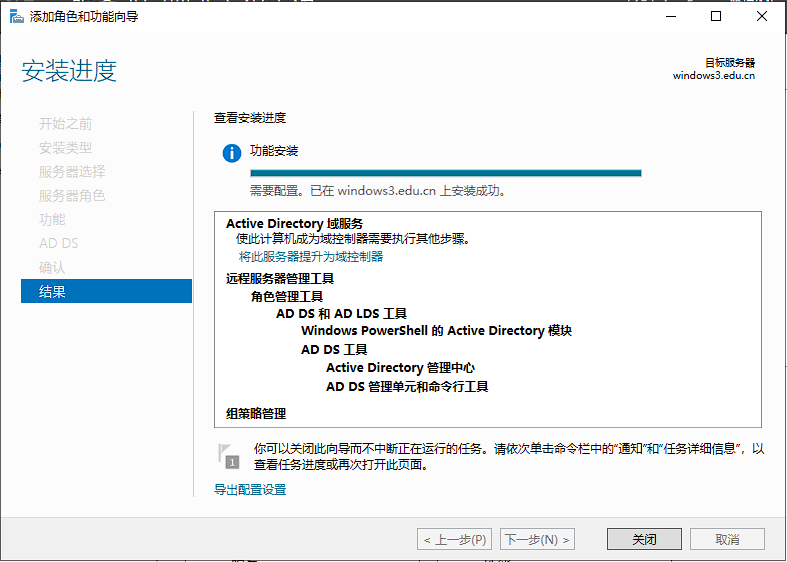 添加角色和功能向导
安装进度
目标服务器
windows3.edu.cn
开始之前
安装类型
服务器选择
服务器角色
功能
AD DS
确认
结果
查看安装进度
功能安装
需要配置。已在 windows3.edu.cn 上安装成功。
Active Directory 域服务
使此计算机成为域控制器需要执行其他步骤。
将此服务器提升为域控制器
远程服务器管理工具
角色管理工具
AD DS 和 AD LDS 工具
Windows PowerShell 的 Active Directory 模块
AD DS 工具
Active Directory 管理中心
AD DS 管理单元和命令行工具
组策略管理
1
你可以关闭此向导而不中断正在运行的任务。请依次单击命令栏中的"通知"和"任务详细信息"，以
查看任务进度或再次打开此页面。
导出配置设置
< 上一步(P)
下一步(N) >
关闭
取消